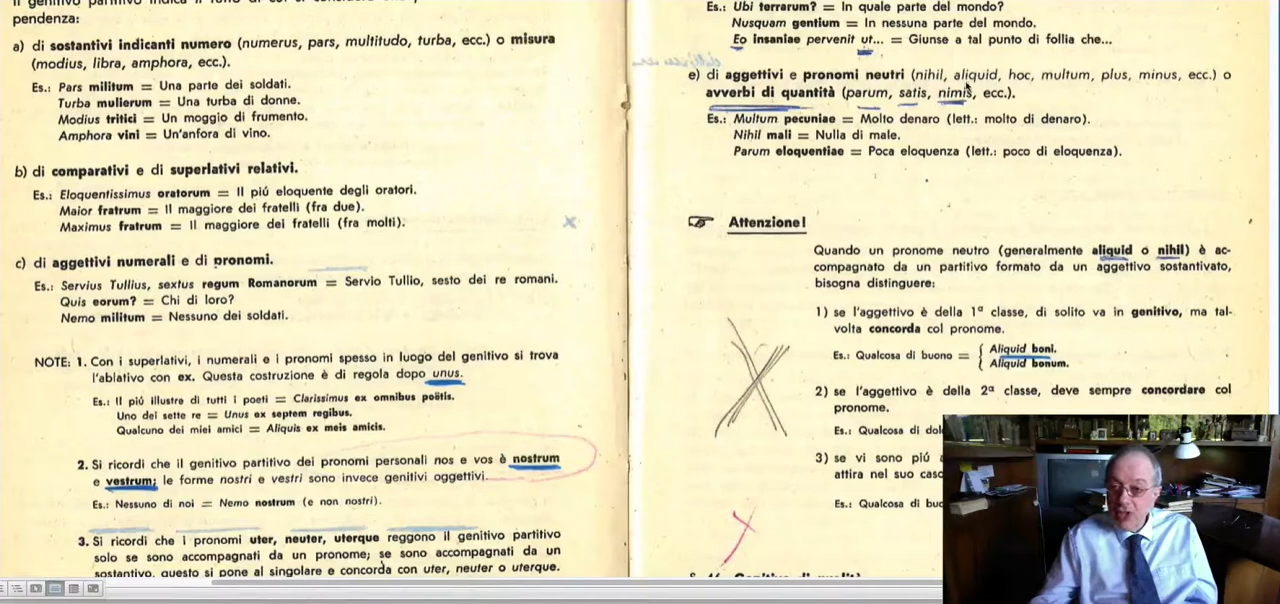 pendenza:
a) di sostantivi indicanti numero (numerus, pars, multitudo, turba, ecc.) o misura
(modius, libra, amphora, ecc.).
Es.: Pars militum = Una parte dei soldati.
Turba mulierum = Una turba di donne.
Modius tritici = Un moggio di frumento.
Amphora vini = Un'anfora di vino.
b) di comparativi e di superlativi relativi.
Es.: Eloquentissimus oratorum = Il piú eloquente degli oratori.
Maior fratrum = Il maggiore dei fratelli (fra due).
Maximus fratrum = Il maggiore dei fratelli (fra molti).
c) di aggettivi numerali e di pronomi.
Es.: Servius Tullius, sextus regum Romanorum = Servio Tullio, sesto dei re romani.
Quis eorum? = Chi di loro?
Nemo militum = Nessuno dei soldati.
NOTE: 1. Con i superlativi, i numerali e i pronomi spesso in luogo del genitivo si trova
l'ablativo con ex. Questa costruzione è di regola dopo unus.
Es.: Il piú illustre di tutti i poeti = Clarissimus ex omnibus poëtis.
Uno dei sette re = Unus ex septem regibus.
Qualcuno dei miei amici = Aliquis ex meis amicis.
2. Si ricordi che il genitivo partitivo dei pronomi personali nos e vos è nostrum
e vestrum; le forme nostri e vestri sono invece genitivi oggettivi.
Es.: Nessuno di noi = Nemo nostrum (e non nostri).
3. Si ricordi che i pronomi uter, neuter, uterque reggono il genitivo partitivo
solo se sono accompagnati da un pronome; se sono accompagnati da un
sostantivo, questo si pone al singolare e concorda con uter, neuter o uterque.
Es.: Ubi terrarum? = In quale parte del mondo?
Nusquam gentium = In nessuna parte del mondo.
Eo insaniae pervenit ut... = Giunse a tal punto di follia che...
e) di aggettivi e pronomi neutri (nihil, aliquid, hoc, multum, plus, minus, ecc.) o
avverbi di quantità (parum, satis, nimis, ecc.).
Es.: Multum pecuniae = Molto denaro (lett.: molto di denaro).
Nihil mali = Nulla di male.
Parum eloquentiae = Poca eloquenza (lett.: poco di eloquenza).
Attenzione!
Quando un pronome neutro (generalmente aliquid o nihil) è ac-
compagnato da un partitivo formato da un aggettivo sostantivato,
bisogna distinguere:
1) se l'aggettivo è della 1ª classe, di solito va in genitivo, ma tal-
volta concorda col pronome.
Es.: Qualcosa di buono = { Aliquid boni.
Aliquid bonum.
2) se l'aggettivo è della 2ª classe, deve sempre concordare col
pronome.
Es.: Qualcosa di
3) se vi sono piú
attira nel suo
Es.: Qualcosa di